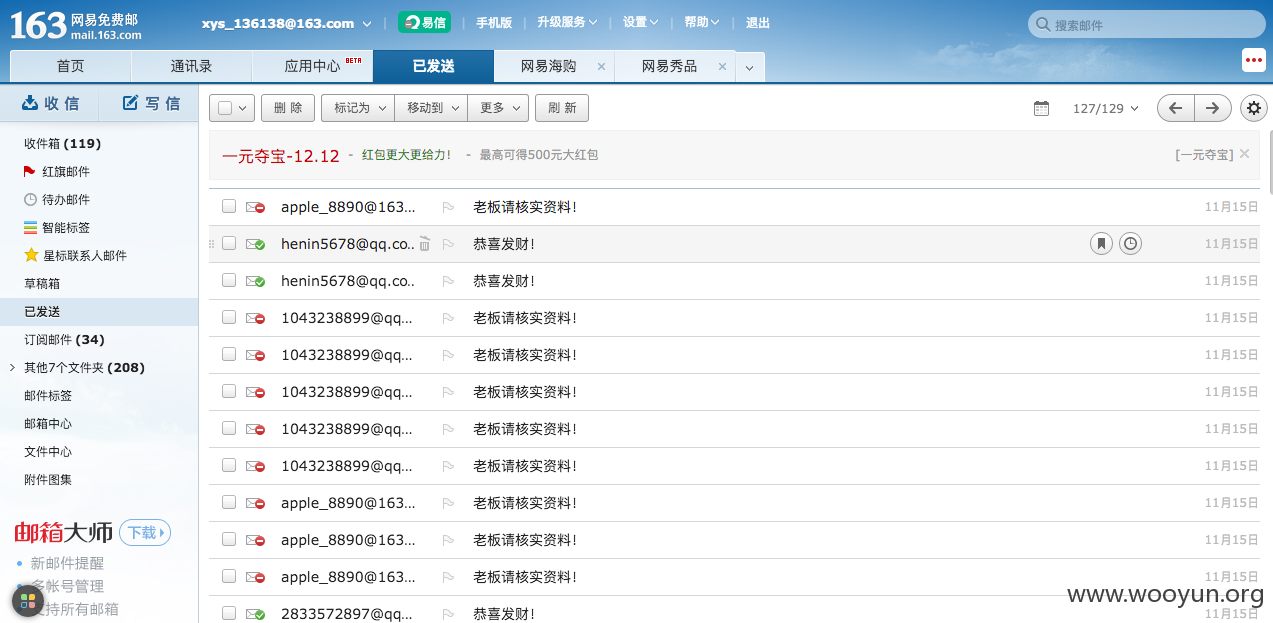 163 网易免费邮 mail.163.com
xys_136138@163.com 易信 手机版 升级服务 设置 帮助 退出 搜索邮件
首页 通讯录 应用中心 BETA 已发送 网易海购 × 网易秀品 ×
收信 写信
删 除 标记为 移动到 更多 刷 新 127/129
收件箱 (119)
红旗邮件
待办邮件
智能标签
星标联系人邮件
草稿箱
已发送
订阅邮件 (34)
其他7个文件夹 (208)
邮件标签
邮箱中心
文件中心
附件图集
邮箱大师 下载
新邮件提醒
多帐号管理
支持所有邮箱
一元夺宝-12.12 - 红包更大更给力! - 最高可得500元大红包 [一元夺宝] ×
apple_8890@163... 老板请核实资料! 11月15日
henin5678@qq.co.. 恭喜发财! 11月15日
henin5678@qq.co.. 恭喜发财! 11月15日
1043238899@qq... 老板请核实资料! 11月15日
1043238899@qq... 老板请核实资料! 11月15日
1043238899@qq... 老板请核实资料! 11月15日
1043238899@qq... 老板请核实资料! 11月15日
1043238899@qq... 老板请核实资料! 11月15日
apple_8890@163... 老板请核实资料! 11月15日
apple_8890@163... 老板请核实资料! 11月15日
apple_8890@163... 老板请核实资料! 11月15日
2833572897@qq... 恭喜发财! 11月15日
www.wooyun.org